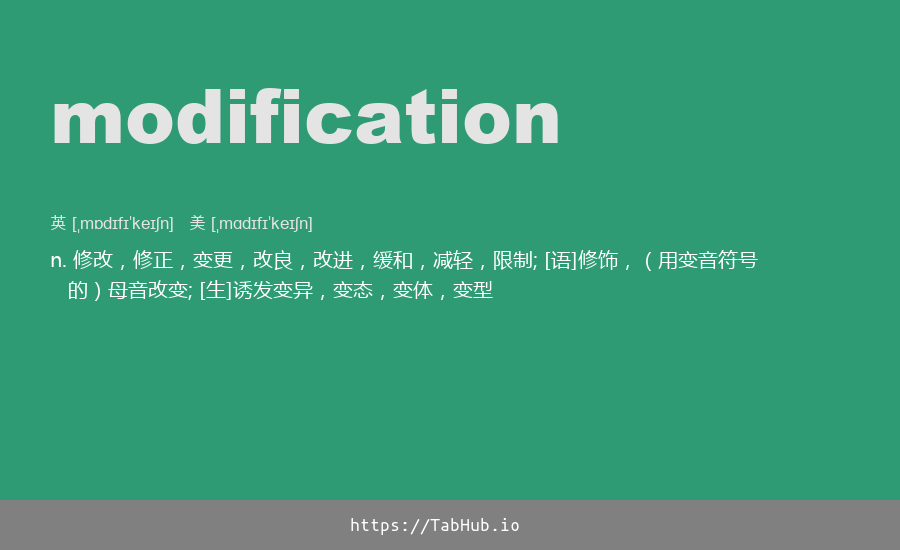 modification
英 [ˌmɒdɪfɪˈkeɪʃn] 美 [ˌmɑdɪfɪˈkeɪʃn]
n. 修改，修正，变更，改良，改进，缓和，减轻，限制; [语]修饰，（用变音符号
的）母音改变; [生]诱发变异，变态，变体，变型
https://TabHub.io